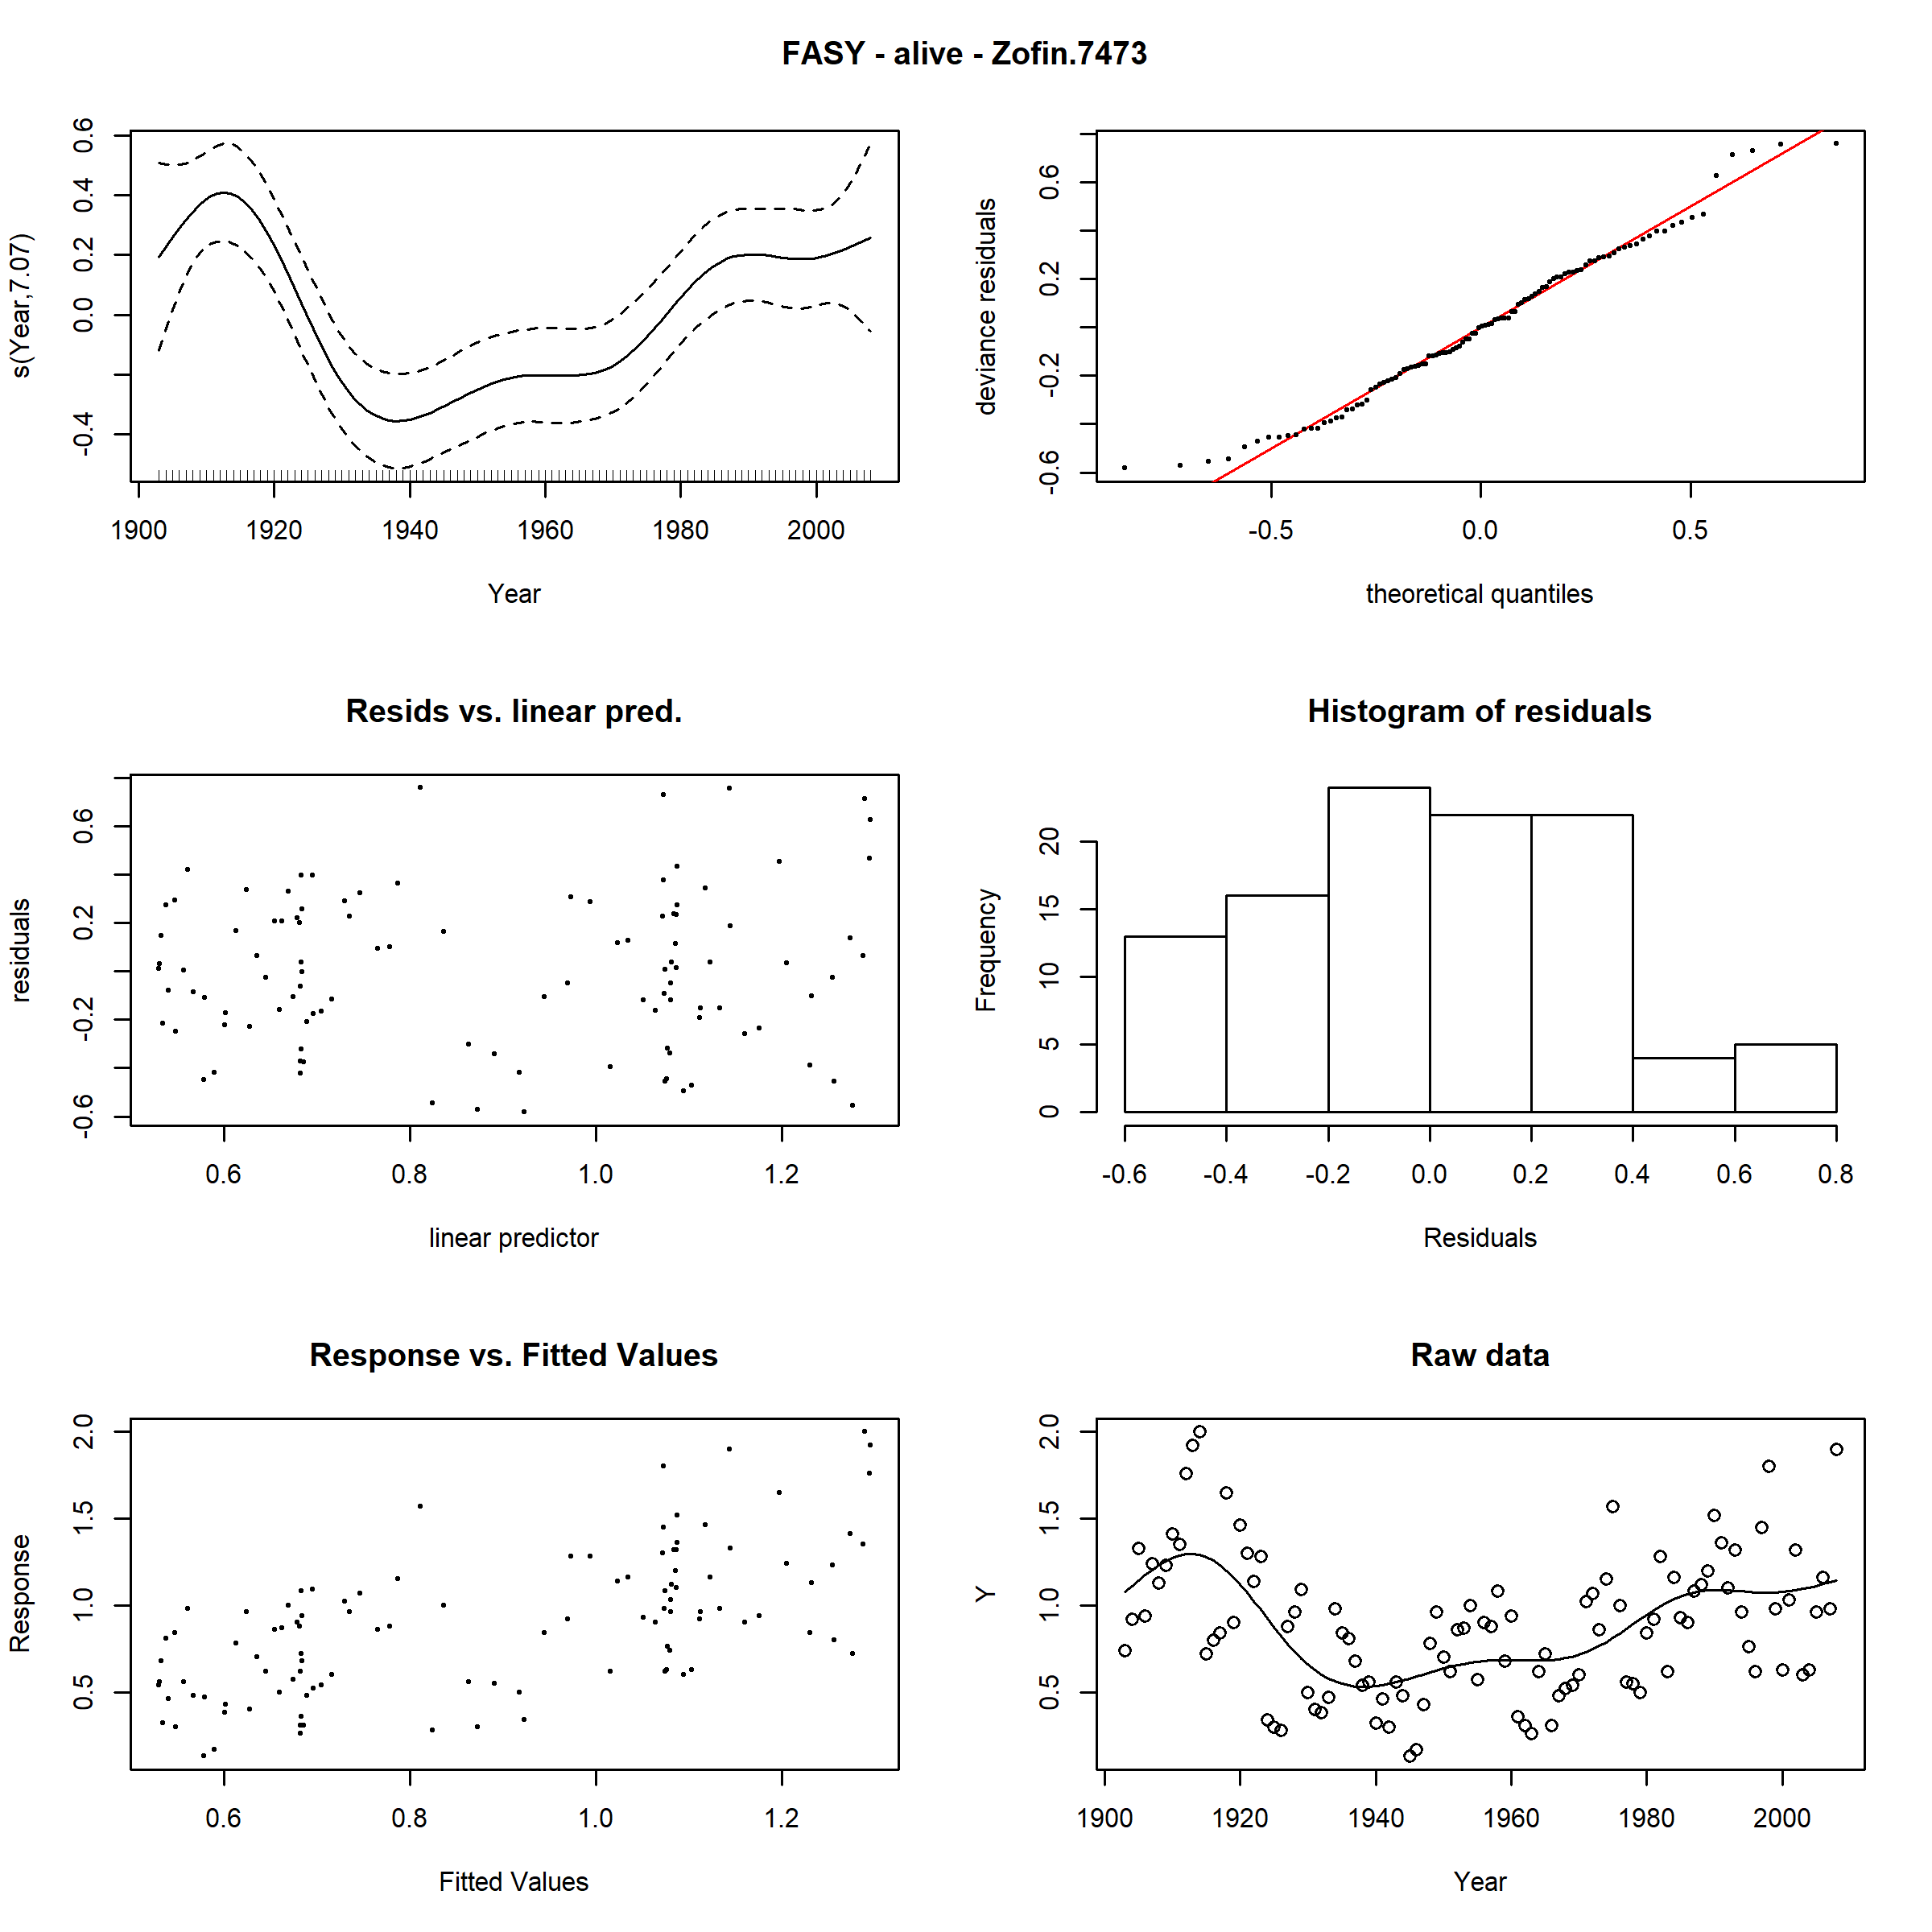 FASY - alive - Zofin.7473
s(Year,7.07)
-0.4 0.0 0.2 0.4 0.6
1900 1920 1940 1960 1980 2000
Year
deviance residuals
-0.6 -0.2 0.2 0.6
-0.5 0.0 0.5
theoretical quantiles
Resids vs. linear pred.
residuals
-0.6 -0.2 0.2 0.6
0.6 0.8 1.0 1.2
linear predictor
Histogram of residuals
Frequency
0 5 10 15 20
-0.6 -0.4 -0.2 0.0 0.2 0.4 0.6 0.8
Residuals
Response vs. Fitted Values
Response
0.5 1.0 1.5 2.0
0.6 0.8 1.0 1.2
Fitted Values
Raw data
Y
0.5 1.0 1.5 2.0
1900 1920 1940 1960 1980 2000
Year